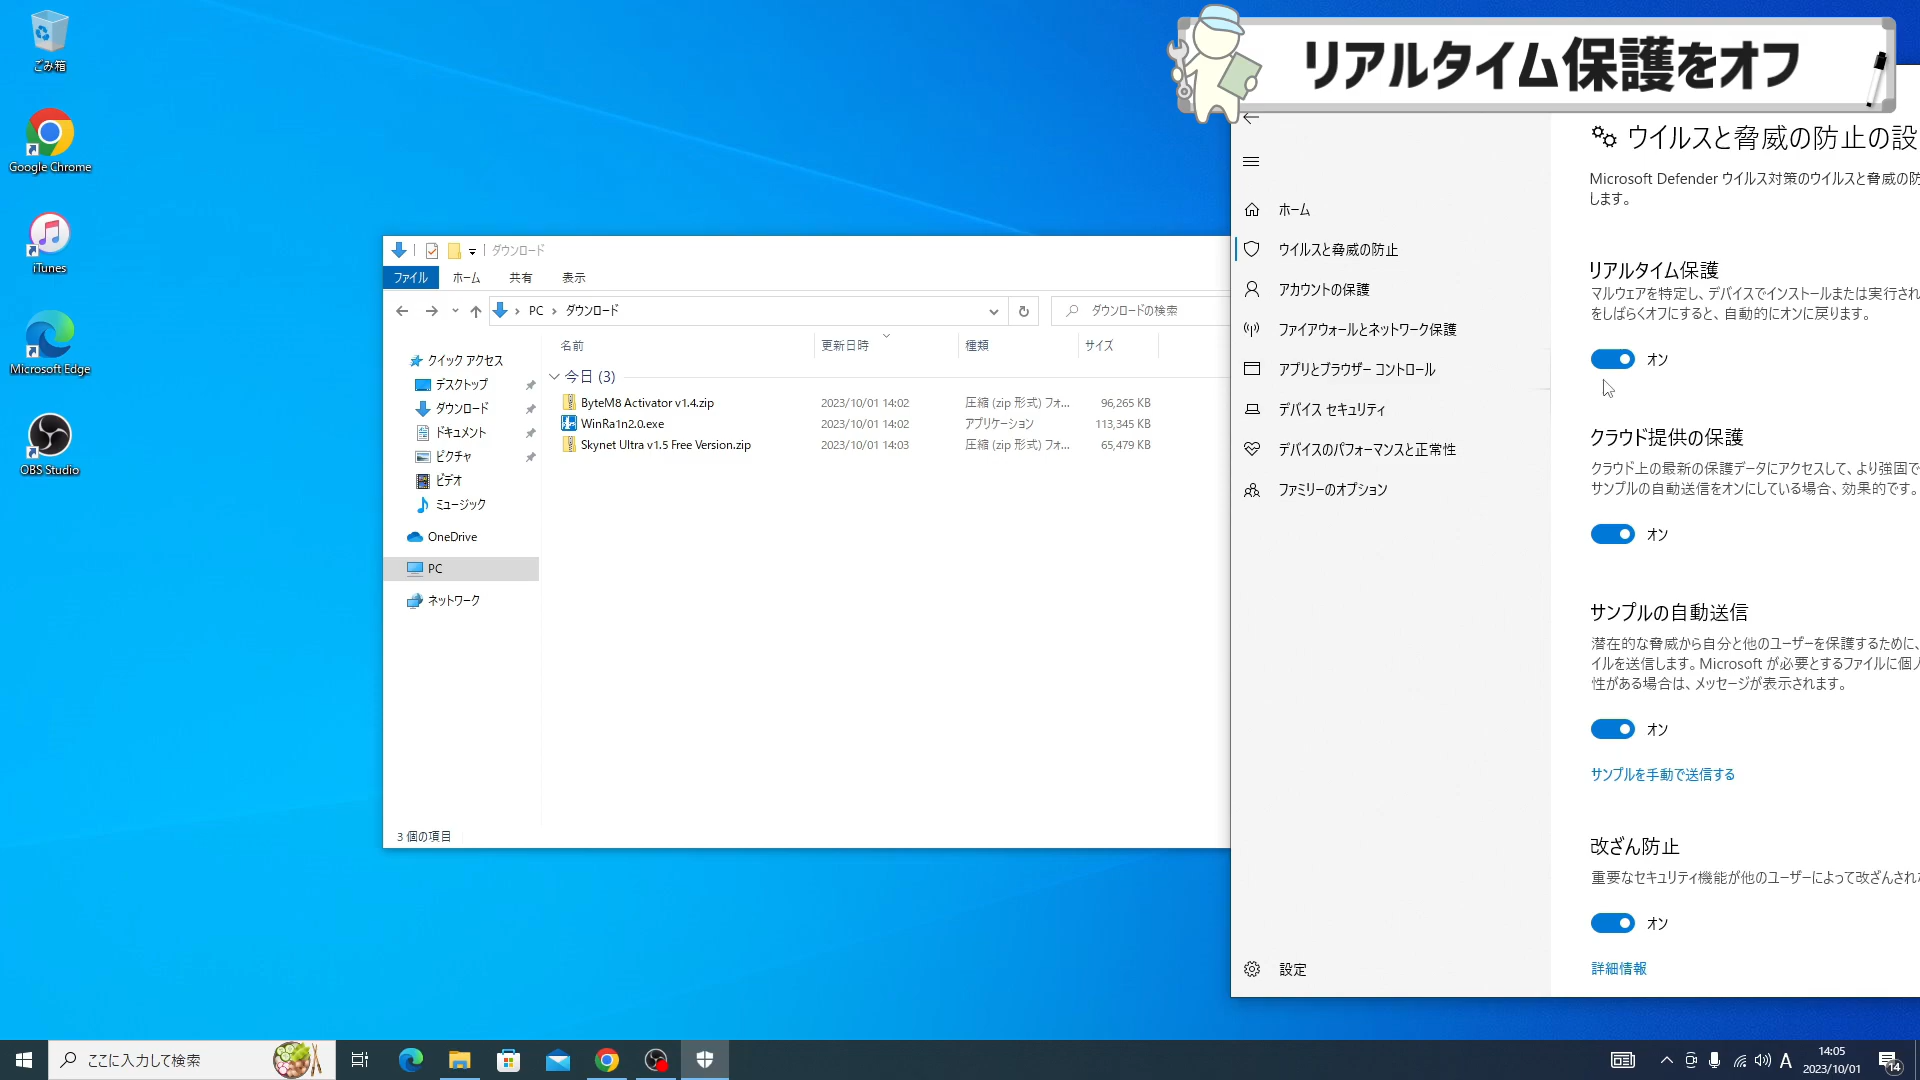 ごみ箱
Google Chrome
iTunes
Microsoft Edge
OBS Studio
リアルタイム保護をオフ
ダウンロード
ファイル ホーム 共有 表示
PC ダウンロード
ダウンロードの検索
クイック アクセス
デスクトップ
ダウンロード
ドキュメント
ピクチャ
ビデオ
ミュージック
OneDrive
PC
ネットワーク
名前 更新日時 種類 サイズ
今日 (3)
ByteM8 Activator v1.4.zip 2023/10/01 14:02 圧縮 (zip 形式) フォ... 96,265 KB
WinRa1n2.0.exe 2023/10/01 14:02 アプリケーション 113,345 KB
Skynet Ultra v1.5 Free Version.zip 2023/10/01 14:03 圧縮 (zip 形式) フォ... 65,479 KB
3 個の項目
ホーム
ウイルスと脅威の防止
アカウントの保護
ファイアウォールとネットワーク保護
アプリとブラウザー コントロール
デバイス セキュリティ
デバイスのパフォーマンスと正常性
ファミリーのオプション
設定
ウイルスと脅威の防止の設
Microsoft Defender ウイルス対策のウイルスと脅威の防
します。
リアルタイム保護
マルウェアを特定し、デバイスでインストールまたは実行され
をしばらくオフにすると、自動的にオンに戻ります。
オン
クラウド提供の保護
クラウド上の最新の保護データにアクセスして、より強固で
サンプルの自動送信をオンにしている場合、効果的です。
オン
サンプルの自動送信
潜在的な脅威から自分と他のユーザーを保護するために、
イルを送信します。Microsoft が必要とするファイルに個人
性がある場合は、メッセージが表示されます。
オン
サンプルを手動で送信する
改ざん防止
重要なセキュリティ機能が他のユーザーによって改ざんされ
オン
詳細情報
ここに入力して検索
A
14:05
2023/10/01
14